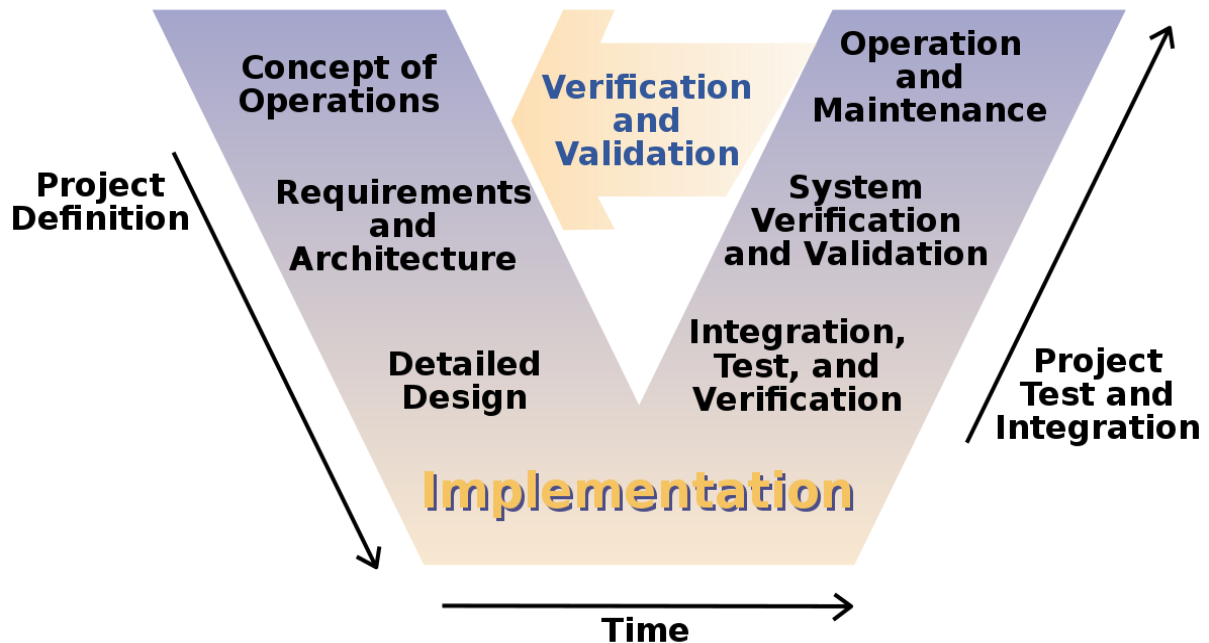 Concept of
Operations
Verification
and
Validation
Operation
and
Maintenance
Project
Definition
Requirements
and
Architecture
System
Verification
and Validation
Detailed
Design
Integration,
Test, and
Verification
Project
Test and
Integration
Implementation
Time